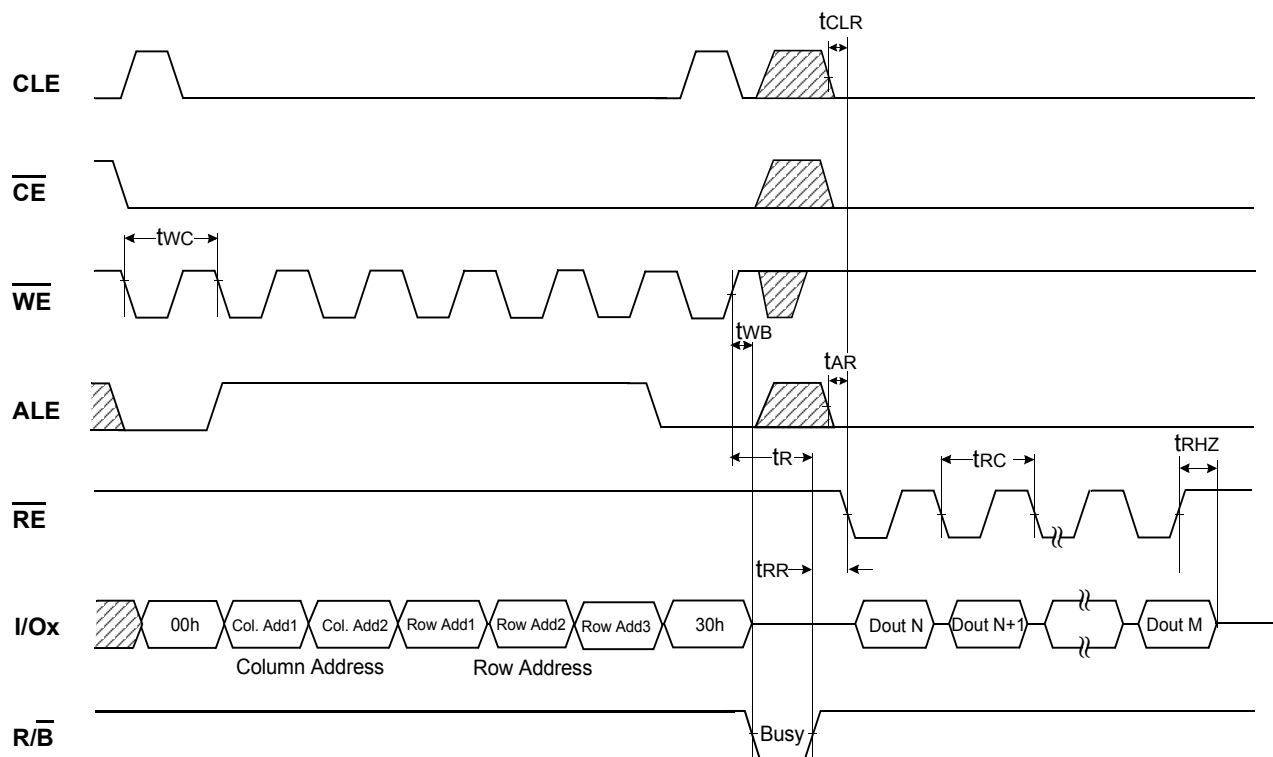 tCLR
CLE
CE
tWC
WE
tWB
tAR
ALE
tR
tRC
tRHZ
RE
tRR
I/Ox
00h
Col. Add1
Col. Add2
Row Add1
Row Add2
Row Add3
30h
Dout N
Dout N+1
Dout M
Column Address
Row Address
R/B
Busy